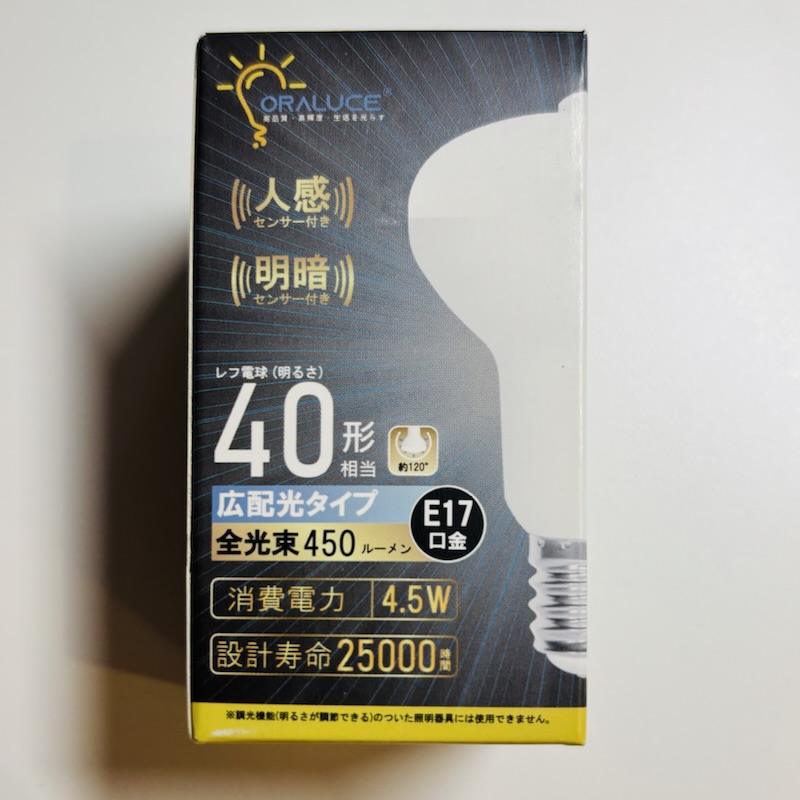 ORALUCE®
高品質・高輝度・生活を光らす
人感
センサー付き
明暗
センサー付き
レフ電球(明るさ)
40形
相当
約120°
広配光タイプ
E17
口金
全光束450ルーメン
消費電力 4.5W
設計寿命25000時間
※調光機能(明るさが調節できる)のついた照明器具には使用できません。